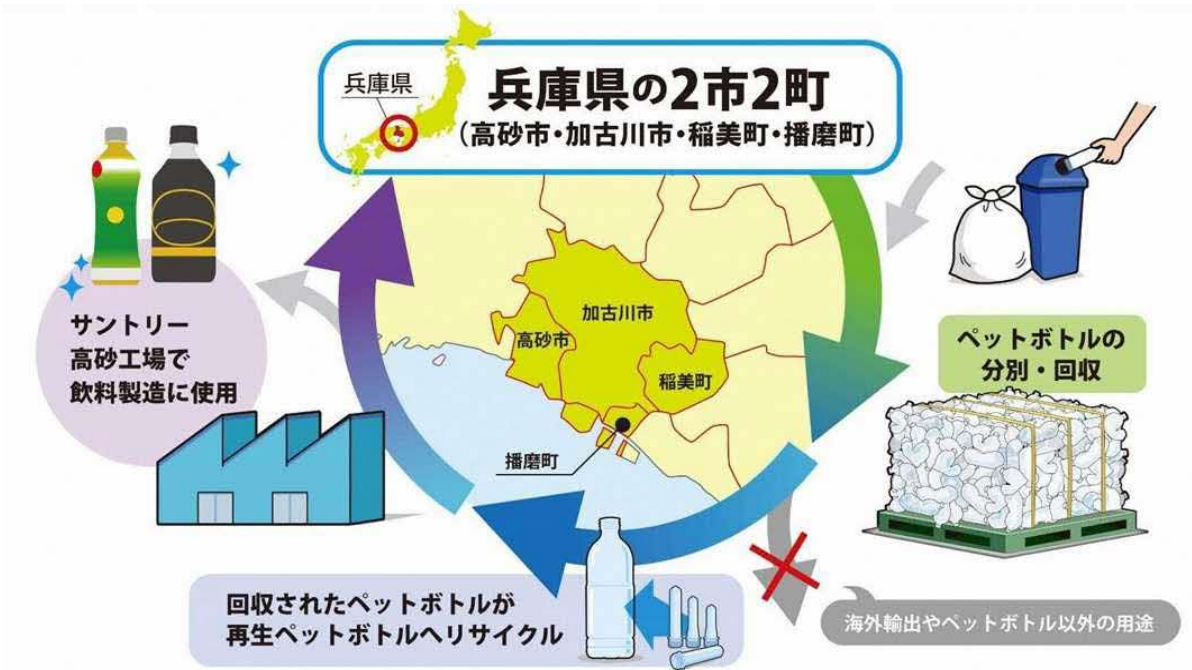 兵庫県
兵庫県の2市2町
（高砂市・加古川市・稲美町・播磨町）
加古川市
高砂市
稲美町
播磨町
ペットボトルの
分別・回収
海外輸出やペットボトル以外の用途
回収されたペットボトルが
再生ペットボトルへリサイクル
サントリー
高砂工場で
飲料製造に使用